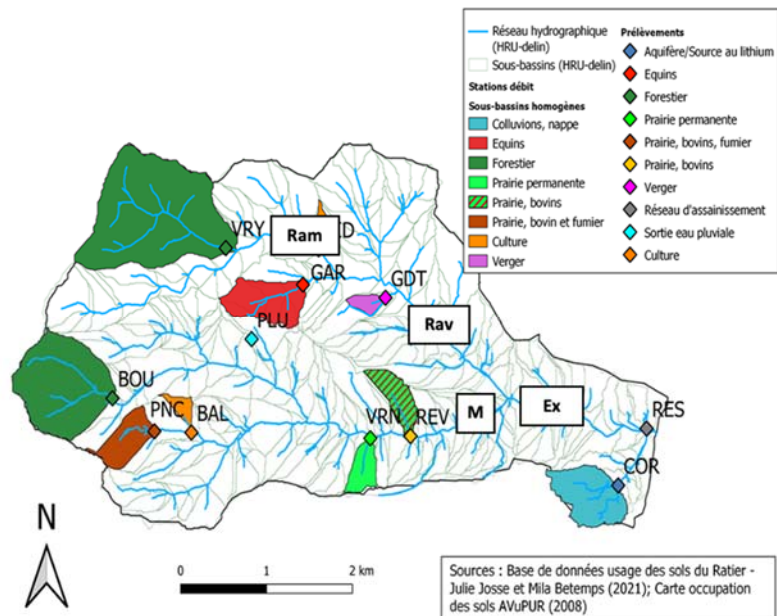 Réseau hydrographique
(HRU-delin)
Sous-bassins (HRU-delin)
Stations débit
Sous-bassins homogènes
Colluvions, nappe
Equins
Forestier
Prairie permanente
Prairie, bovins
Prairie, bovin et fumier
Culture
Verger
Prélèvements
Aquifère/Source au lithium
Equins
Forestier
Prairie permanente
Prairie, bovins, fumier
Prairie, bovins
Verger
Réseau d'assainissement
Sortie eau pluviale
Culture
VRY
Ram
GAR
GDT
PLU
Rav
BOU
PNC
BAL
VRN
REV
M
Ex
RES
COR
N
0 1 2 km
Sources : Base de données usage des sols du Ratier -
Julie Josse et Mila Betemps (2021); Carte occupation
des sols AVuPUR (2008)